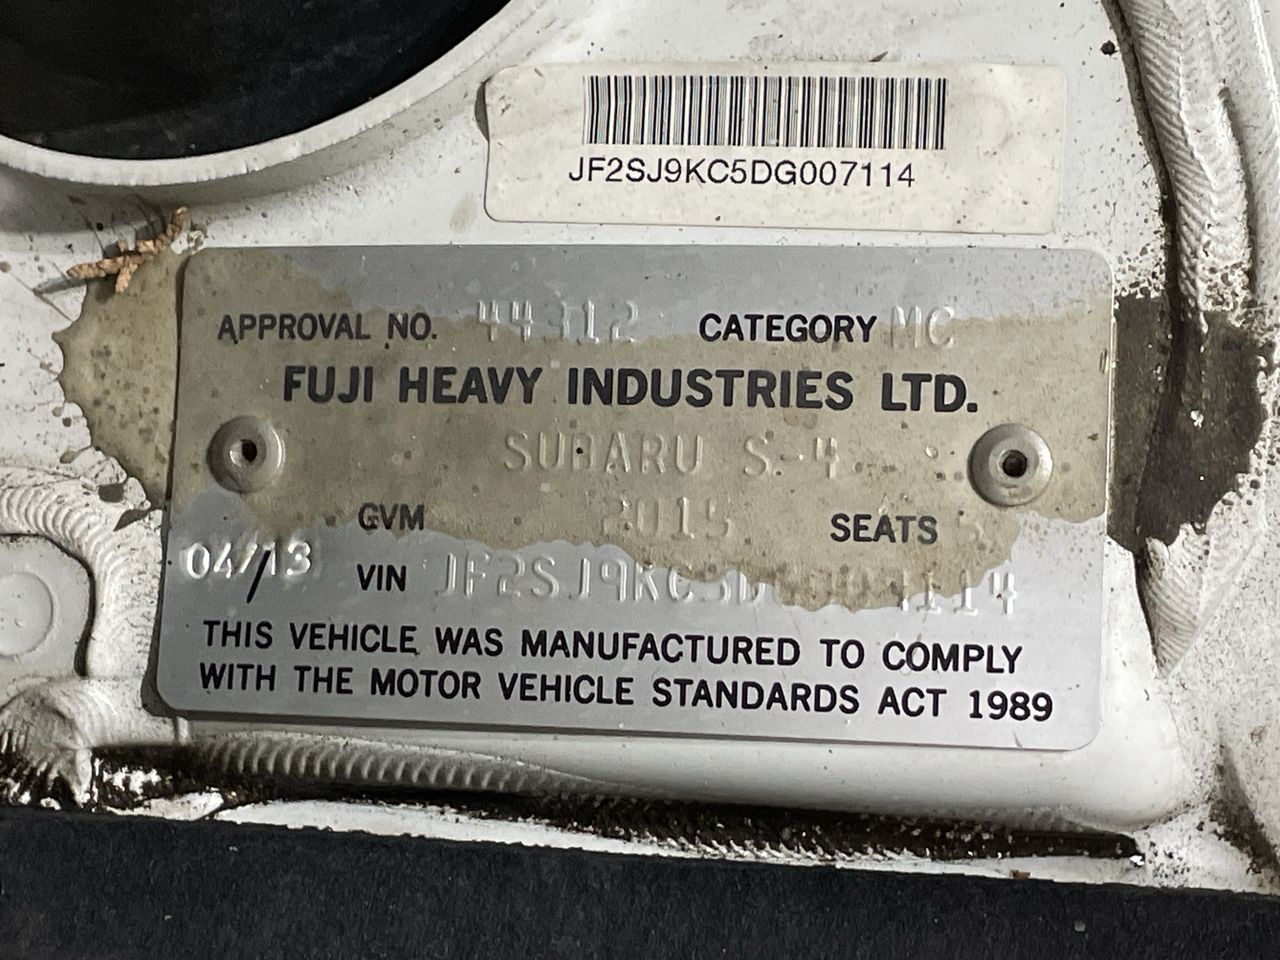 JF2SJ9KC5DG007114
APPROVAL NO. 44312 CATEGORY MC
FUJI HEAVY INDUSTRIES LTD.
SUBARU S-4
GVM 2015 SEATS 5
04/13 VIN JF2SJ9KC5DG007114
THIS VEHICLE WAS MANUFACTURED TO COMPLY
WITH THE MOTOR VEHICLE STANDARDS ACT 1989